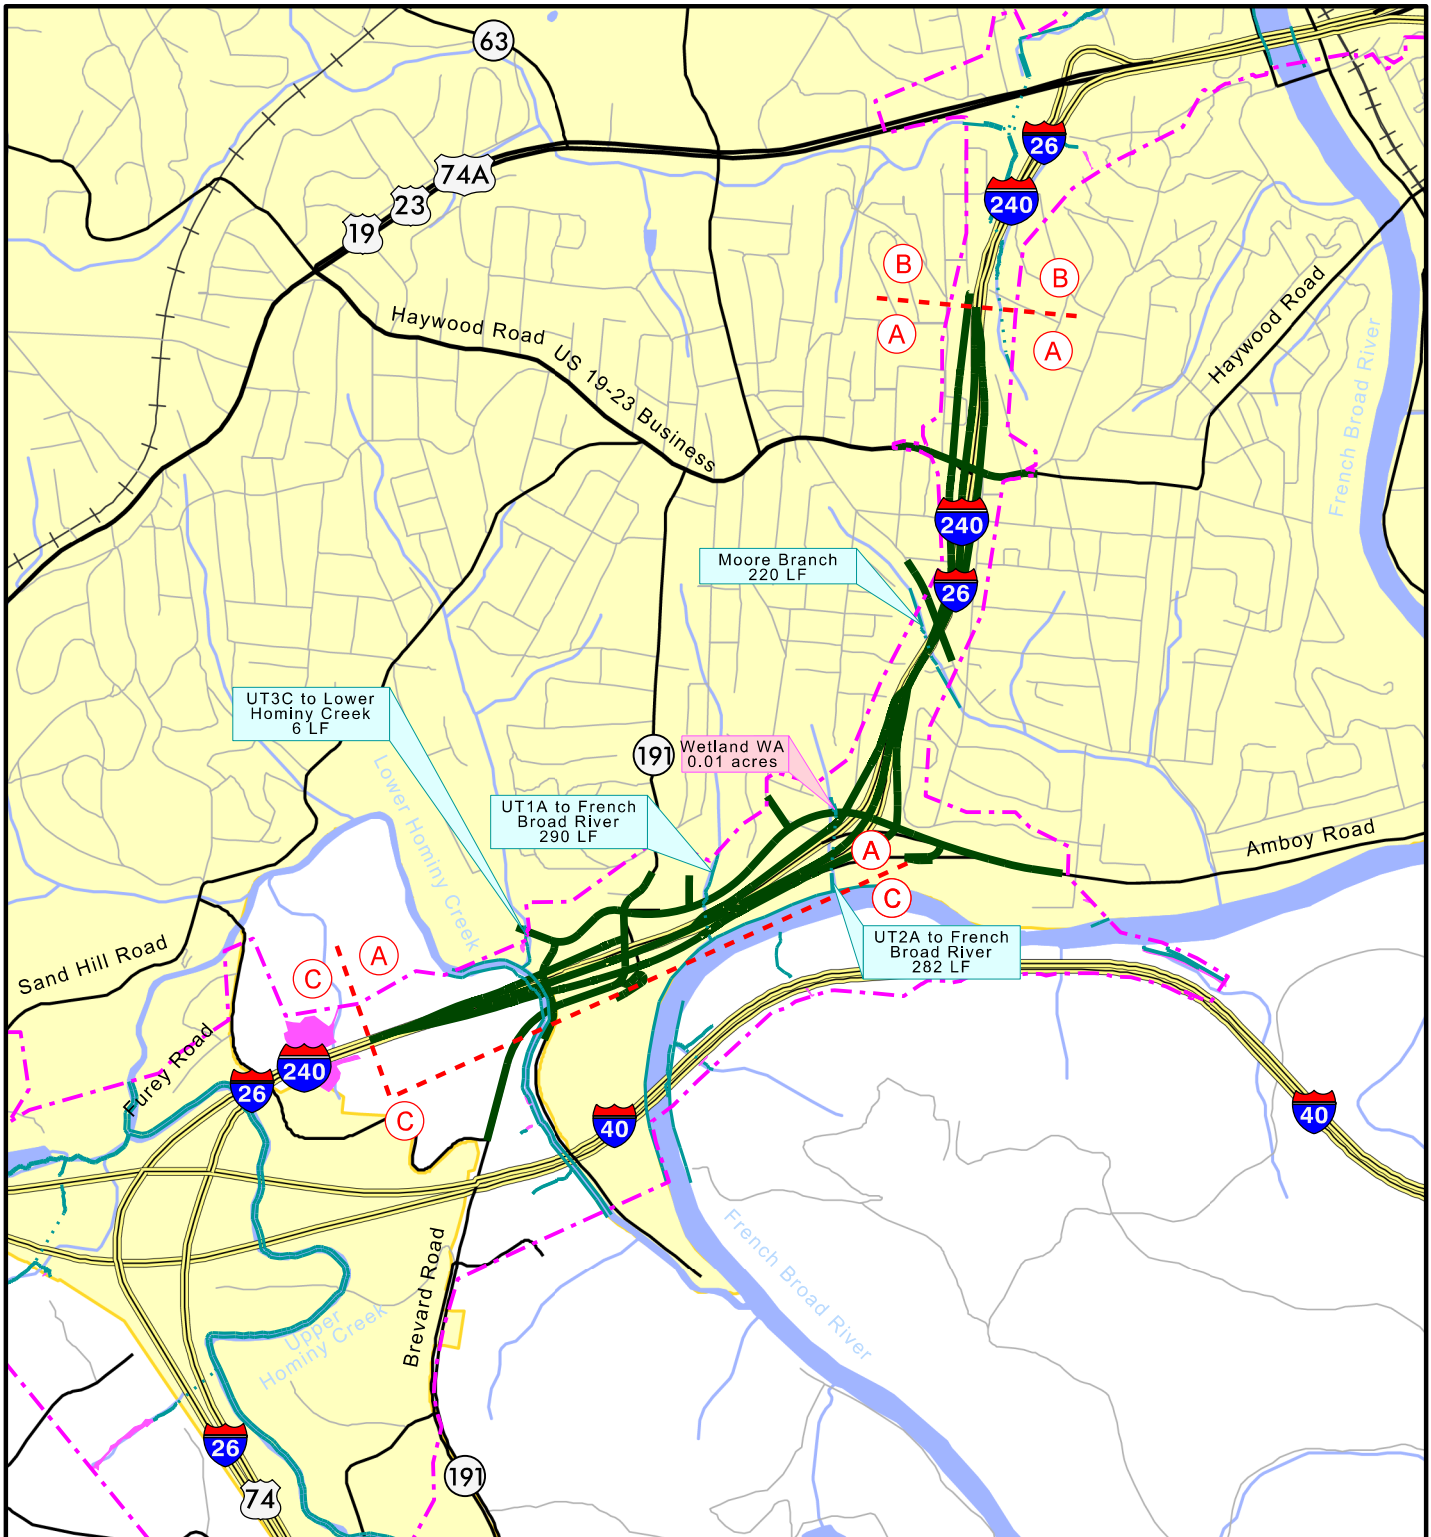 63
26
74A
240
23
19
B
B
Haywood Road
A
A
Haywood Road
US 19-23 Business
French Broad River
240
Moore Branch
220 LF
26
UT3C to Lower
Hominy Creek
6 LF
191
Wetland WA
0.01 acres
Lower Hominy Creek
UT1A to French
Broad River
290 LF
A
Amboy Road
C
Sand Hill Road
A
C
UT2A to French
Broad River
282 LF
Furey Road
240
26
C
40
40
French Broad River
Brevard Road
Upper
Hominy Creek
26
191
74